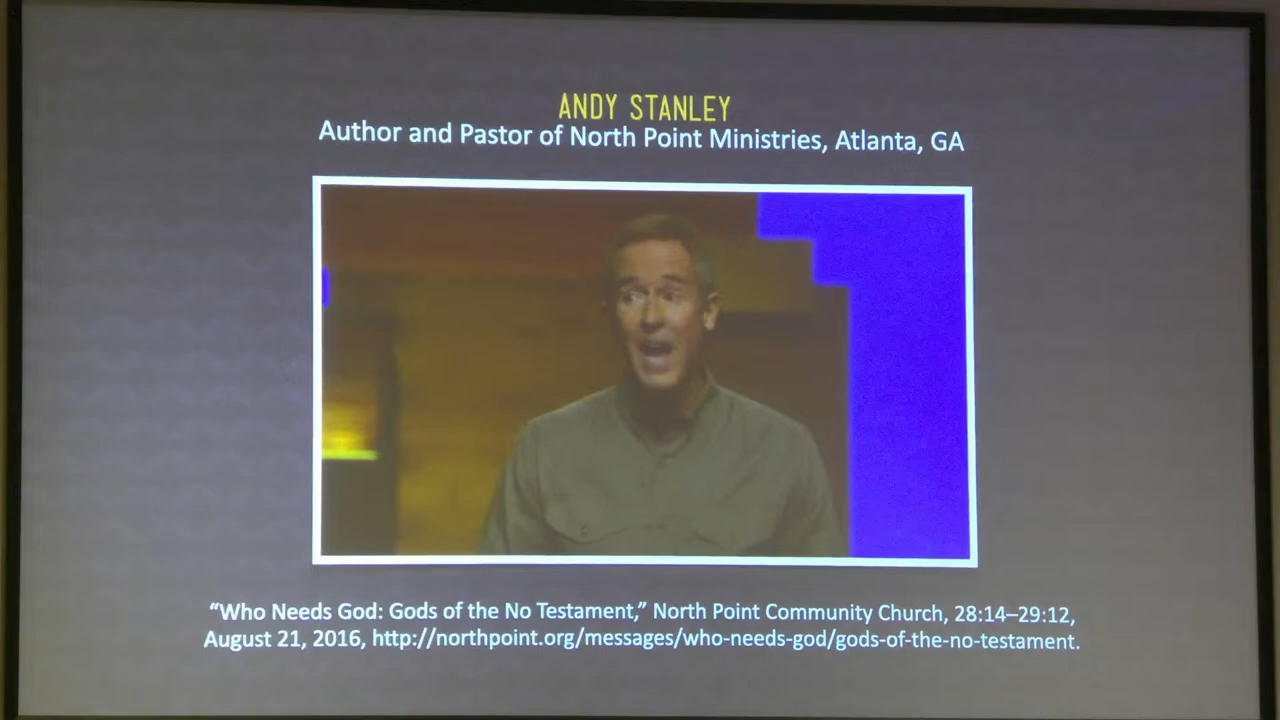 ANDY STANLEY
Author and Pastor of North Point Ministries, Atlanta, GA
“Who Needs God: Gods of the No Testament,” North Point Community Church, 28:14–29:12,
August 21, 2016, http://northpoint.org/messages/who-needs-god/gods-of-the-no-testament.